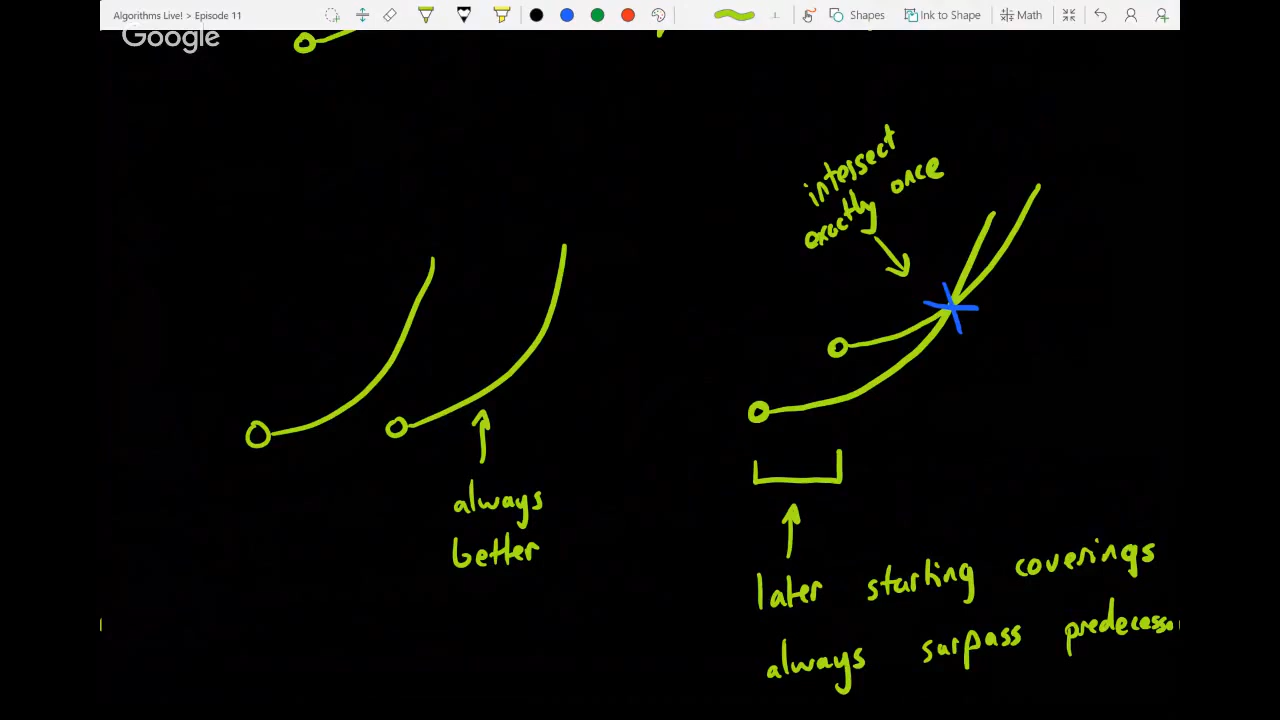 Algorithms Live! > Episode 11
Shapes
Ink to Shape
Math
Google
intersect
exactly once
always
better
later starting coverings
always surpass predecesso